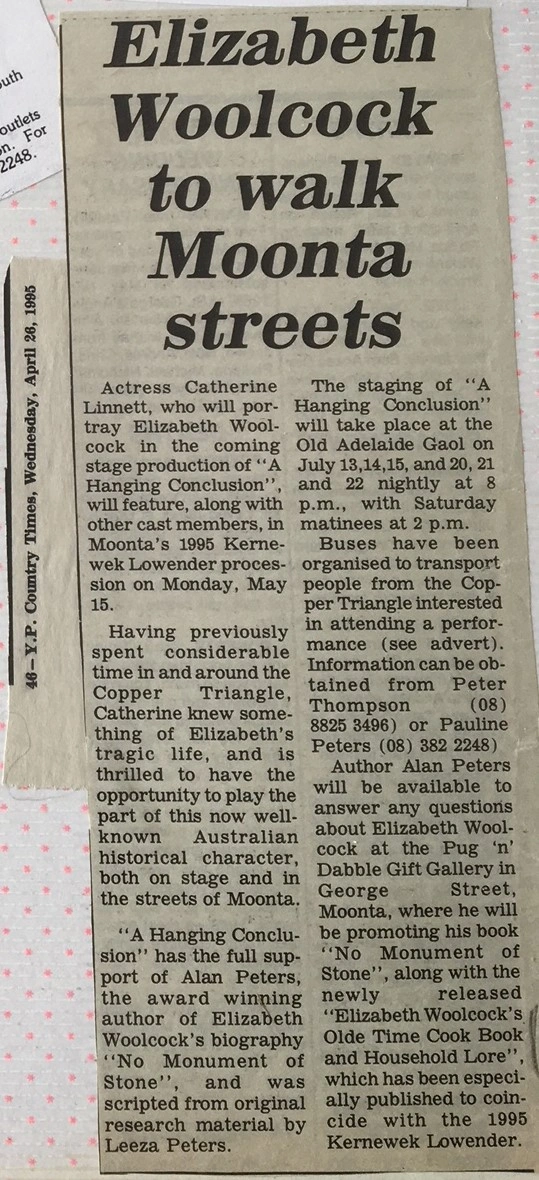 outh
outlets
on. For
2248.
46—Y.P. Country Times, Wednesday, April 26, 1995
Elizabeth
Woolcock
to walk
Moonta
streets
Actress Catherine
Linnett, who will por-
tray Elizabeth Wool-
cock in the coming
stage production of "A
Hanging Conclusion",
will feature, along with
other cast members, in
Moonta's 1995 Kerne-
wek Lowender proces-
sion on Monday, May
15.
Having previously
spent considerable
time in and around the
Copper Triangle,
Catherine knew some-
thing of Elizabeth's
tragic life, and is
thrilled to have the
opportunity to play the
part of this now well-
known Australian
historical character,
both on stage and in
the streets of Moonta.
"A Hanging Conclu-
sion" has the full sup-
port of Alan Peters,
the award winning
author of Elizabeth
Woolcock's biography
"No Monument of
Stone", and was
scripted from original
research material by
Leeza Peters.
The staging of "A
Hanging Conclusion"
will take place at the
Old Adelaide Gaol on
July 13,14,15, and 20, 21
and 22 nightly at 8
p.m., with Saturday
matinees at 2 p.m.
Buses have been
organised to transport
people from the Cop-
per Triangle interested
in attending a perfor-
mance (see advert).
Information can be ob-
tained from Peter
Thompson (08)
8825 3496) or Pauline
Peters (08) 382 2248)
Author Alan Peters
will be available to
answer any questions
about Elizabeth Wool-
cock at the Pug 'n'
Dabble Gift Gallery in
George Street,
Moonta, where he will
be promoting his book
"No Monument of
Stone", along with the
newly released
"Elizabeth Woolcock's
Olde Time Cook Book
and Household Lore",
which has been especi-
ally published to coin-
cide with the 1995
Kernewek Lowender.